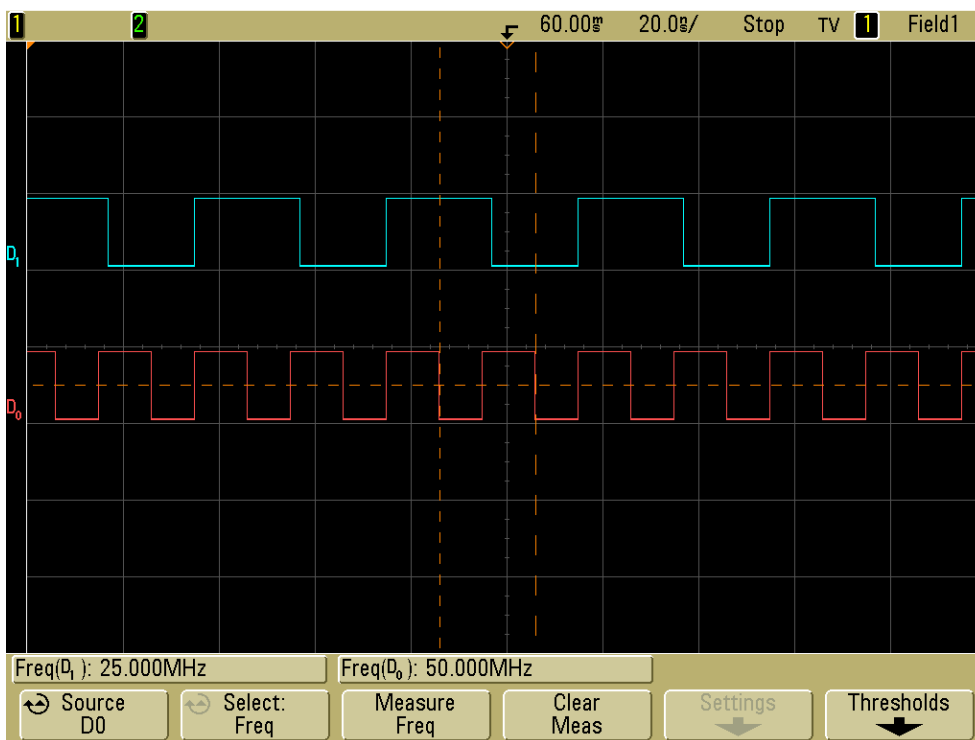 1 2 60.00ms 20.0ns/ Stop TV 1 Field1
D1
D0
Freq(D1): 25.000MHz Freq(D0): 50.000MHz
Source Select: Measure Clear Settings Thresholds
D0 Freq Freq Meas